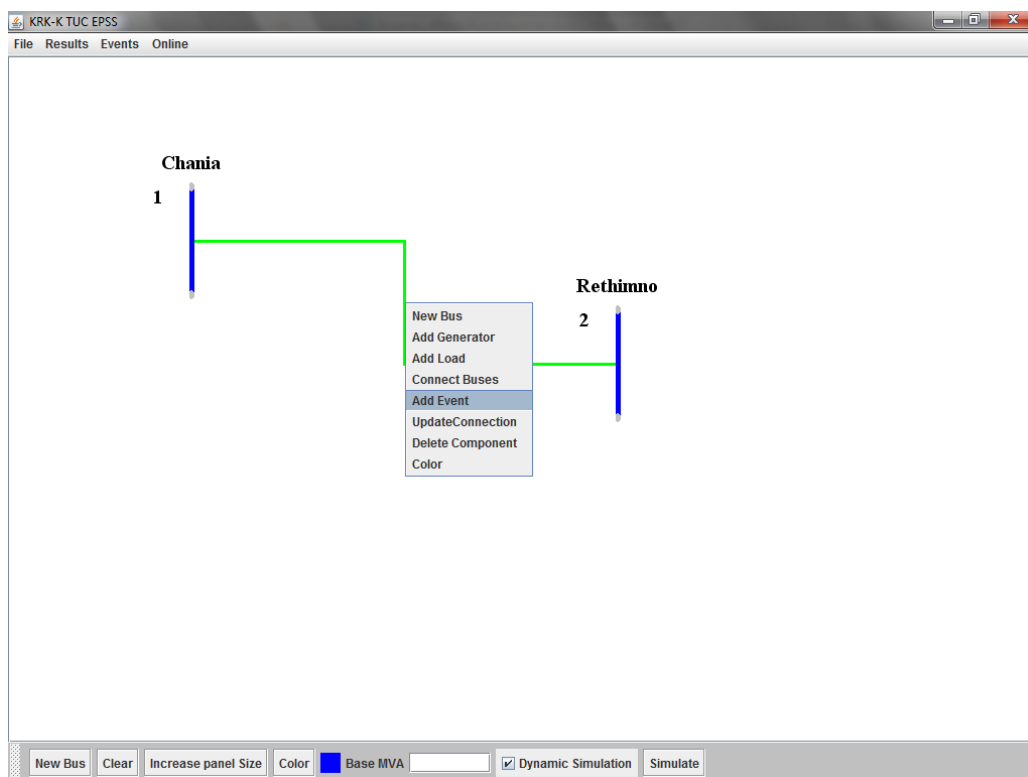 KRK-K TUC EPSS
File Results Events Online
Chania
1
Rethimno
2
New Bus
Add Generator
Add Load
Connect Buses
Add Event
UpdateConnection
Delete Component
Color
New Bus Clear Increase panel Size Color Base MVA Dynamic Simulation Simulate